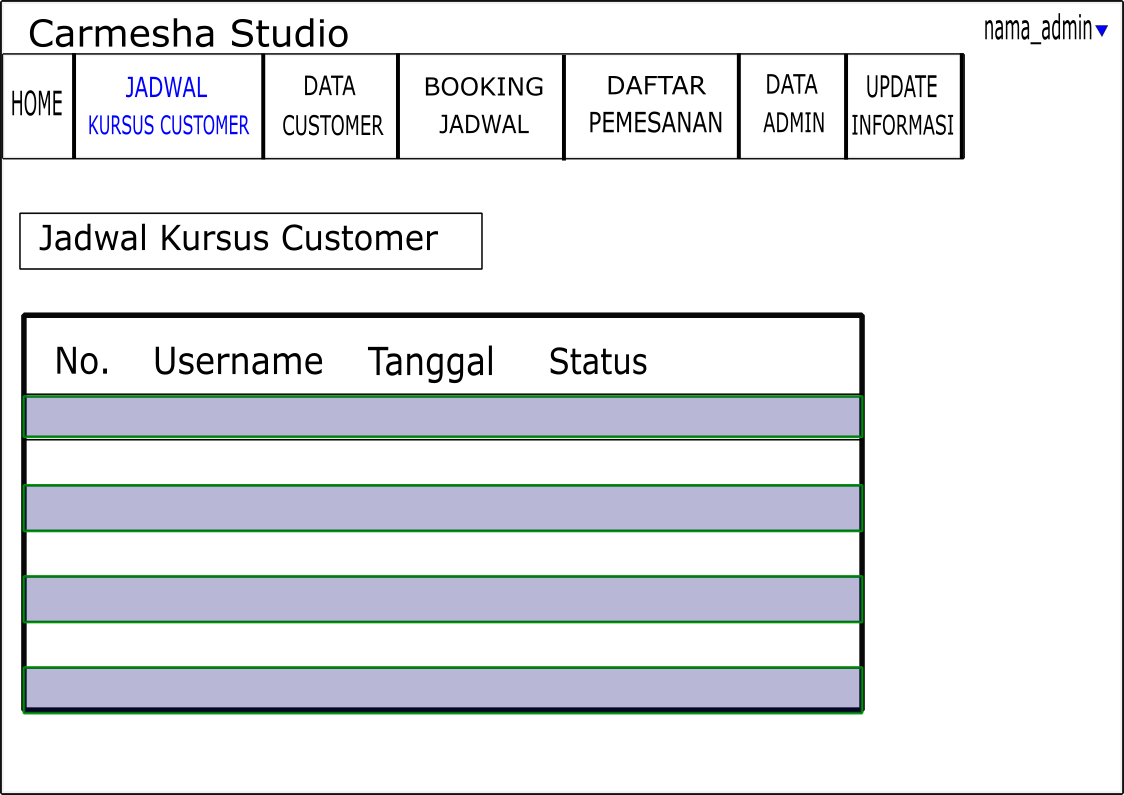 Carmesha Studio
nama_admin
HOME
JADWAL
KURSUS CUSTOMER
DATA
CUSTOMER
BOOKING
JADWAL
DAFTAR
PEMESANAN
DATA
ADMIN
UPDATE
INFORMASI
Jadwal Kursus Customer
No. Username Tanggal Status